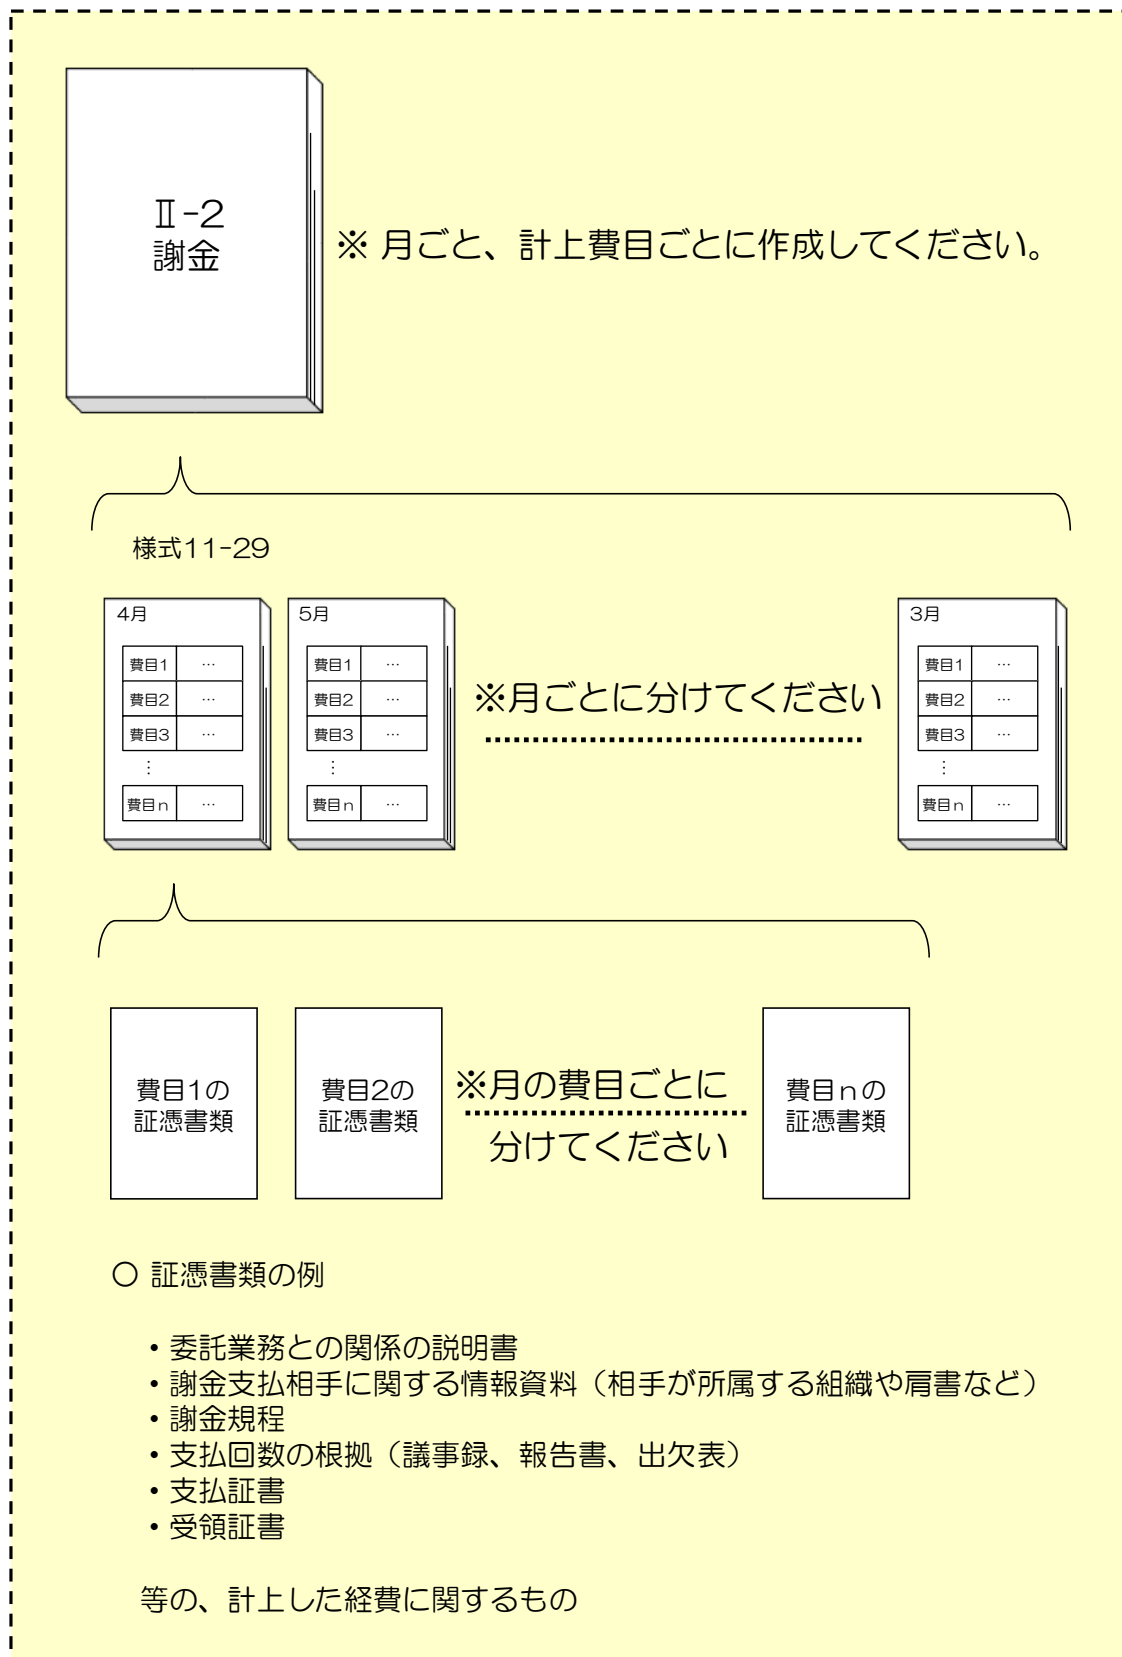 Ⅱ-2
謝金
※ 月ごと、計上費目ごとに作成してください。
様式11-29
4月
費目1 …
費目2 …
費目3 …
⋮
費目n …
5月
費目1 …
費目2 …
費目3 …
⋮
費目n …
※月ごとに分けてください
3月
費目1 …
費目2 …
費目3 …
⋮
費目n …
費目1の
証憑書類
費目2の
証憑書類
※月の費目ごとに
分けてください
費目nの
証憑書類
○ 証憑書類の例
・委託業務との関係の説明書
・謝金支払相手に関する情報資料（相手が所属する組織や肩書など）
・謝金規程
・支払回数の根拠（議事録、報告書、出欠表）
・支払証書
・受領証書
等の、計上した経費に関するもの